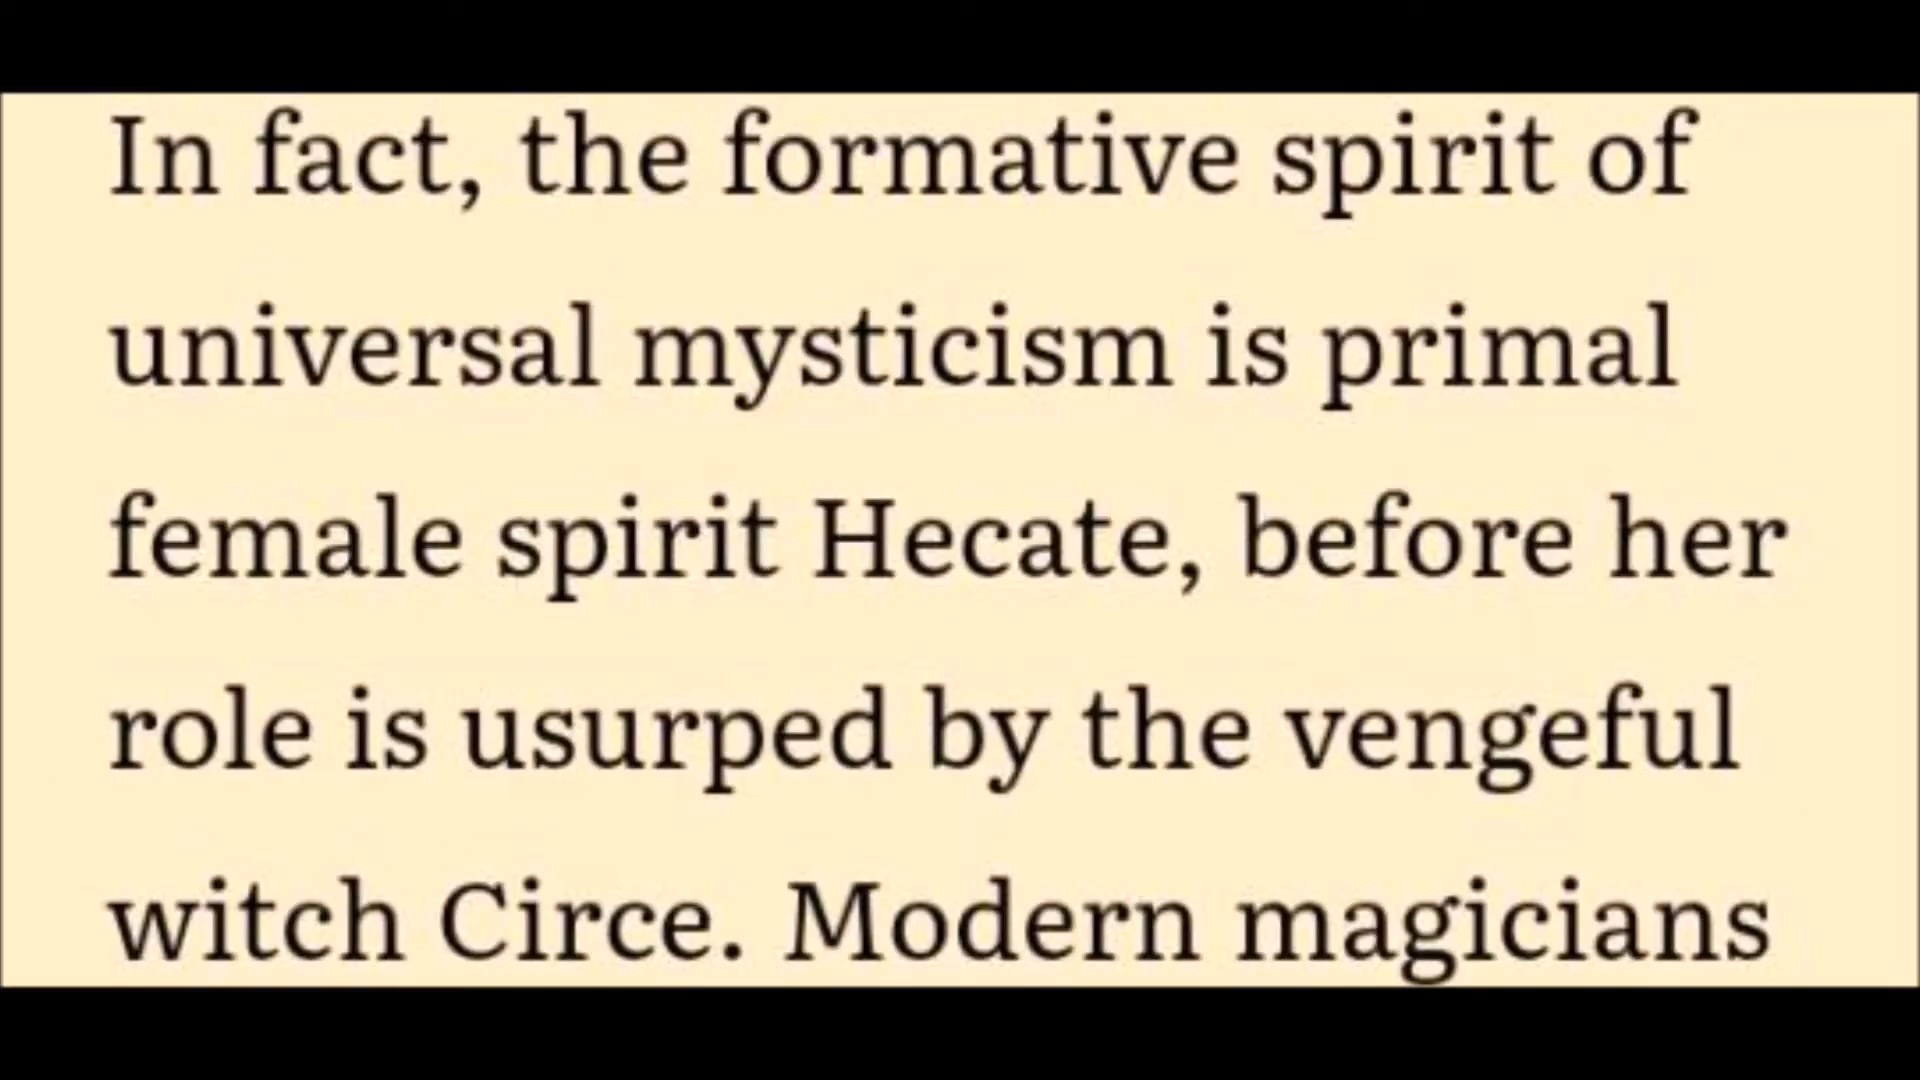 In fact, the formative spirit of
universal mysticism is primal
female spirit Hecate, before her
role is usurped by the vengeful
witch Circe. Modern magicians